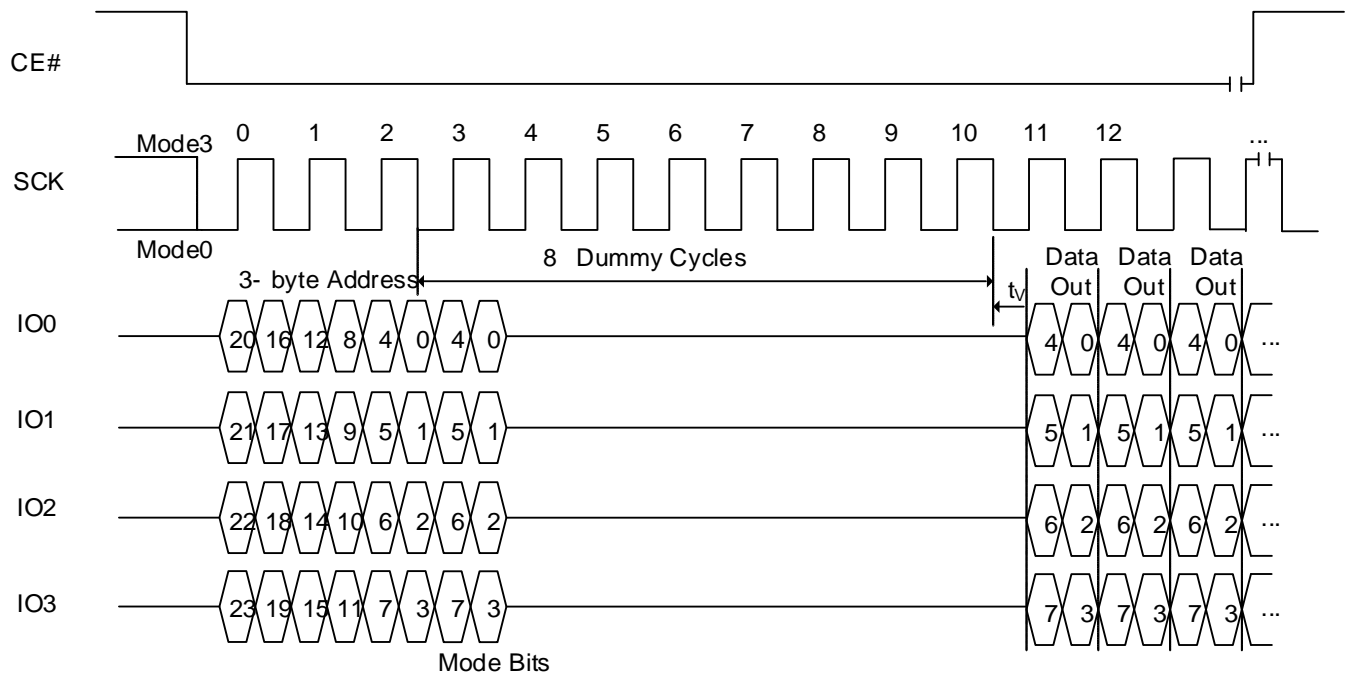 CE#
0 1 2 3 4 5 6 7 8 9 10 11 12 ...
Mode3
SCK
Mode0
8 Dummy Cycles
Data Out Data Out Data Out
3- byte Address
tV
IO0 20 16 12 8 4 0 4 0 4 0 4 0 4 0 ...
IO1 21 17 13 9 5 1 5 1 5 1 5 1 5 1 ...
IO2 22 18 14 10 6 2 6 2 6 2 6 2 6 2 ...
IO3 23 19 15 11 7 3 7 3 7 3 7 3 7 3 ...
Mode Bits